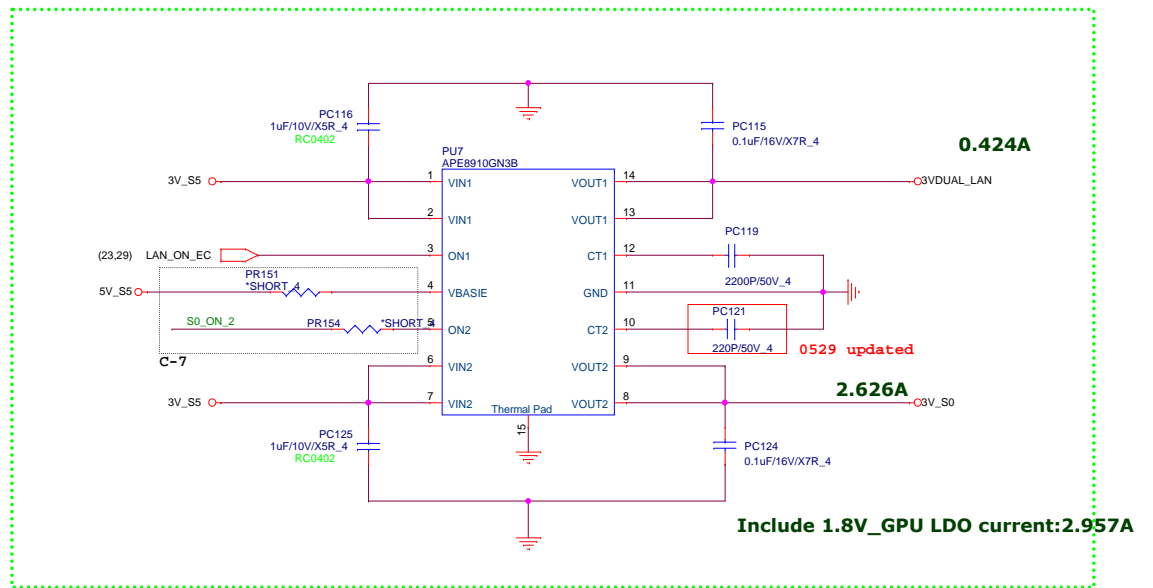 PC116
1uF/10V/X5R_4
RC0402
PC115
0.1uF/16V/X7R_4
0.424A
PU7
APE8910GN3B
3V_S5
1
VIN1
VOUT1
14
3VDUAL_LAN
2
VIN1
VOUT1
13
PC119
(23,29)
LAN_ON_EC
3
ON1
CT1
12
2200P/50V_4
PR151
*SHORT_4
5V_S5
4
VBASIE
GND
11
PC121
S0_ON_2
PR154
*SHORT_4
5
ON2
CT2
10
220P/50V_4
0529 updated
C-7
6
VIN2
VOUT2
9
2.626A
3V_S5
7
VIN2
VOUT2
8
3V_S0
Thermal Pad
15
PC125
1uF/10V/X5R_4
RC0402
PC124
0.1uF/16V/X7R_4
Include 1.8V_GPU LDO current:2.957A